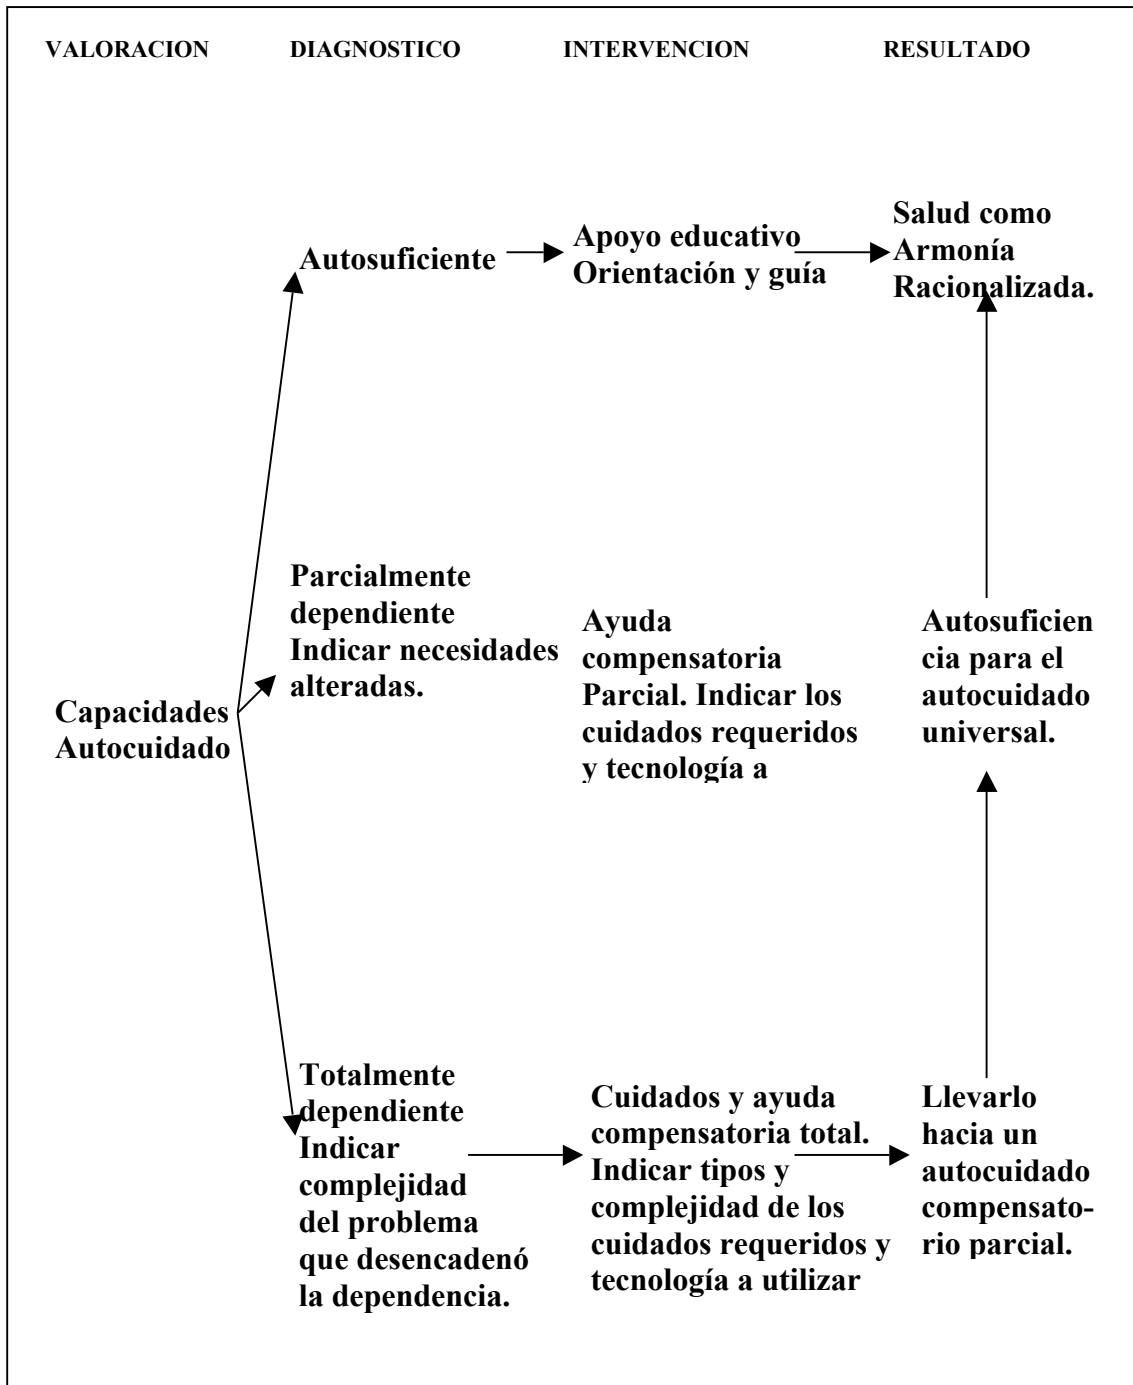 VALORACION DIAGNOSTICO INTERVENCION RESULTADO
Autosuficiente
Apoyo educativo
Orientación y guía
Salud como
Armonía
Racionalizada.
Capacidades
Autocuidado
Parcialmente
dependiente
Indicar necesidades
alteradas.
Ayuda
compensatoria
Parcial. Indicar los
cuidados requeridos
y tecnología a
Autosuficien
cia para el
autocuidado
universal.
Totalmente
dependiente
Indicar
complejidad
del problema
que desencadenó
la dependencia.
Cuidados y ayuda
compensatoria total.
Indicar tipos y
complejidad de los
cuidados requeridos y
tecnología a utilizar
Llevarlo
hacia un
autocuidado
compensato-
rio parcial.